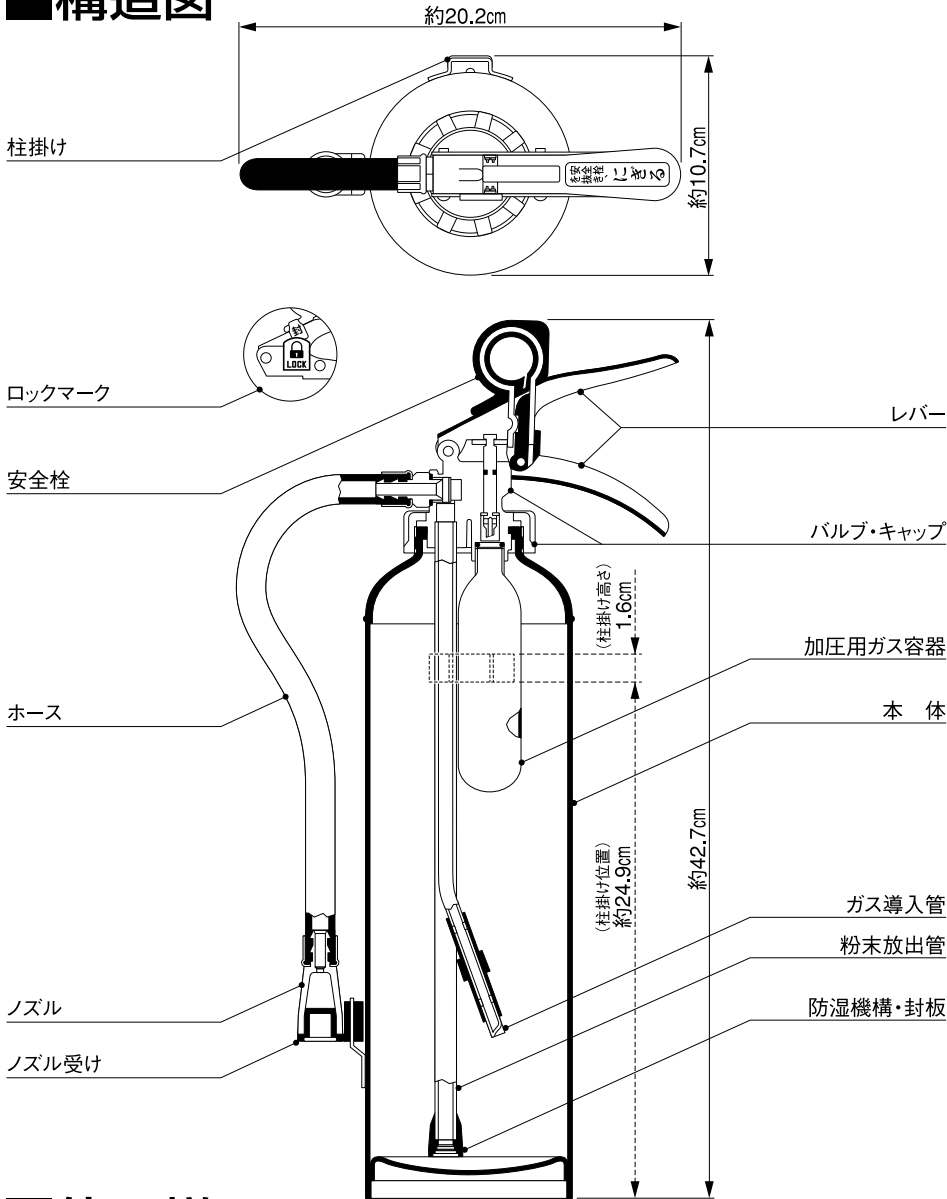 ■構造図
約20.2cm
約10.7cm
柱掛け
安全栓
を抜き、
にぎる
ロックマーク
LOCK
安全栓
レバー
バルブ・キャップ
(柱掛け高さ)
1.6cm
加圧用ガス容器
ホース
本 体
約42.7cm
(柱掛け位置)
約24.9cm
ガス導入管
粉末放出管
ノズル
防湿機構・封板
ノズル受け